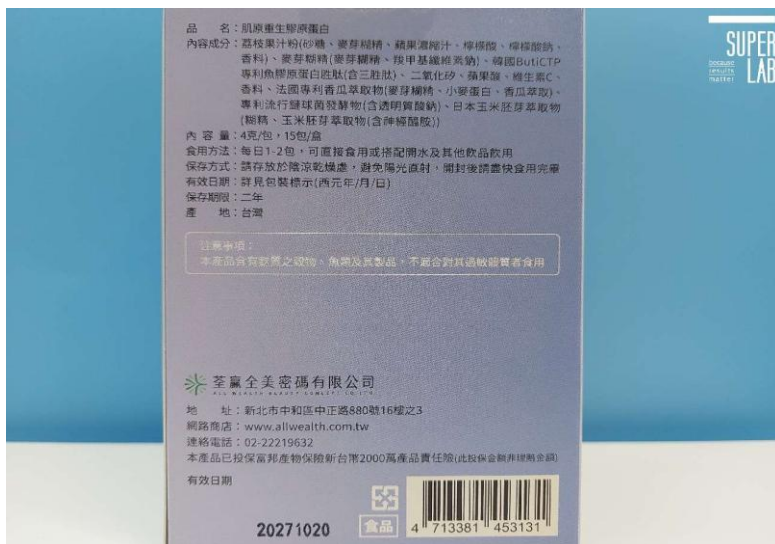 品　　名：肌原重生膠原蛋白
內容成分：荔枝果汁粉(砂糖、麥芽糊精、蘋果濃縮汁、檸檬酸、檸檬酸鈉、
香料)、麥芽糊精(麥芽糊精、羧甲基纖維素鈉)、韓國ButiCTP
專利魚膠原蛋白胜肽(含三胜肽)、二氧化矽、蘋果酸、維生素C、
香料、法國專利香瓜萃取物(麥芽糊精、小麥蛋白、香瓜萃取)、
專利流行鏈球菌發酵物(含透明質酸鈉)、日本玉米胚芽萃取物
(糊精、玉米胚芽萃取物(含神經醯胺))
內 容 量：4克/包，15包/盒
食用方法：每日1-2包，可直接食用或搭配開水及其他飲品飲用
保存方式：請存放於陰涼乾燥處，避免陽光直射，開封後請盡快食用完畢
有效日期：詳見包裝標示(西元年/月/日)
保存期限：二年
產　　地：台灣
注意事項：
本產品含有麩質之穀物、魚類及其製品，不適合對其過敏體質者食用
荃贏全美密碼有限公司
ALL WEALTH BEAUTY CONCEPT CO.,LTD.
地　　址：新北市中和區中正路880號16樓之3
網路商店：www.allwealth.com.tw
連絡電話：02-22219632
本產品已投保富邦產物保險新台幣2000萬產品責任險(此投保金額非理賠金額)
有效日期
20271020
食品
4 713381 453131
SUPER
because
results
matter
LAB